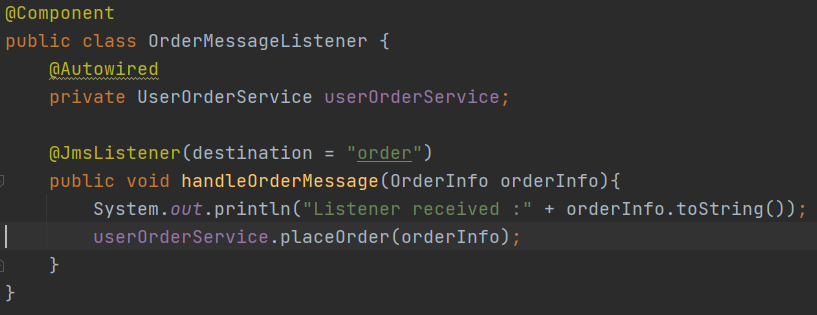 @Component
public class OrderMessageListener {
@Autowired
private UserOrderService userOrderService;
@JmsListener(destination = "order")
public void handleOrderMessage(OrderInfo orderInfo){
System.out.println("Listener received :" + orderInfo.toString());
userOrderService.placeOrder(orderInfo);
}
}